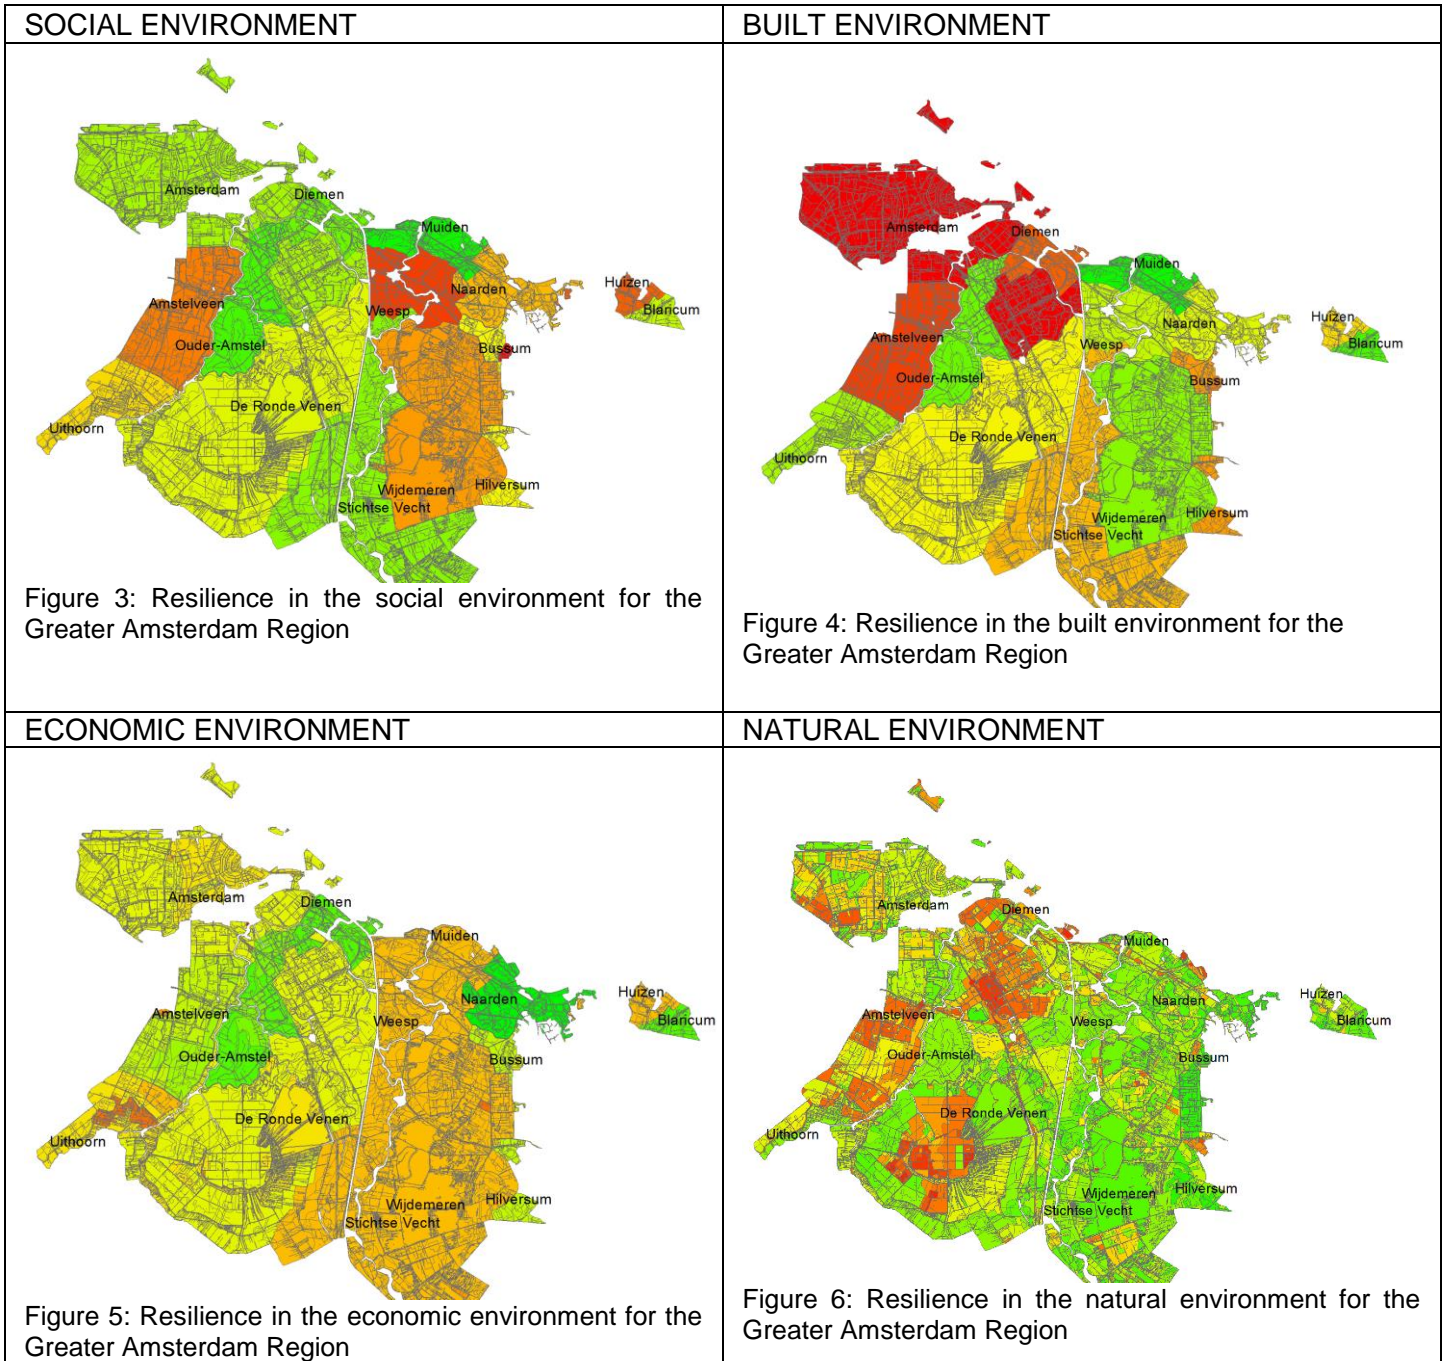 SOCIAL ENVIRONMENT
BUILT ENVIRONMENT
Amsterdam
Diemen
Muiden
Amstelveen
Naarden
Weesp
Huizen
Blaricum
Ouder-Amstel
Bussum
De Ronde Venen
Uithoorn
Wijdemeren
Hilversum
Stichtse Vecht
Figure 3: Resilience in the social environment for the
Greater Amsterdam Region
Amsterdam
Diemen
Muiden
Amstelveen
Naarden
Weesp
Huizen
Blaricum
Ouder-Amstel
Bussum
De Ronde Venen
Uithoorn
Wijdemeren
Hilversum
Stichtse Vecht
Figure 4: Resilience in the built environment for the
Greater Amsterdam Region
ECONOMIC ENVIRONMENT
NATURAL ENVIRONMENT
Amsterdam
Diemen
Muiden
Naarden
Huizen
Amstelveen
Weesp
Blaricum
Ouder-Amstel
Bussum
De Ronde Venen
Uithoorn
Wijdemeren
Hilversum
Stichtse Vecht
Figure 5: Resilience in the economic environment for the
Greater Amsterdam Region
Amsterdam
Diemen
Muiden
Naarden
Huizen
Amstelveen
Weesp
Blaricum
Ouder-Amstel
Bussum
De Ronde Venen
Uithoorn
Wijdemeren
Hilversum
Stichtse Vecht
Figure 6: Resilience in the natural environment for the
Greater Amsterdam Region